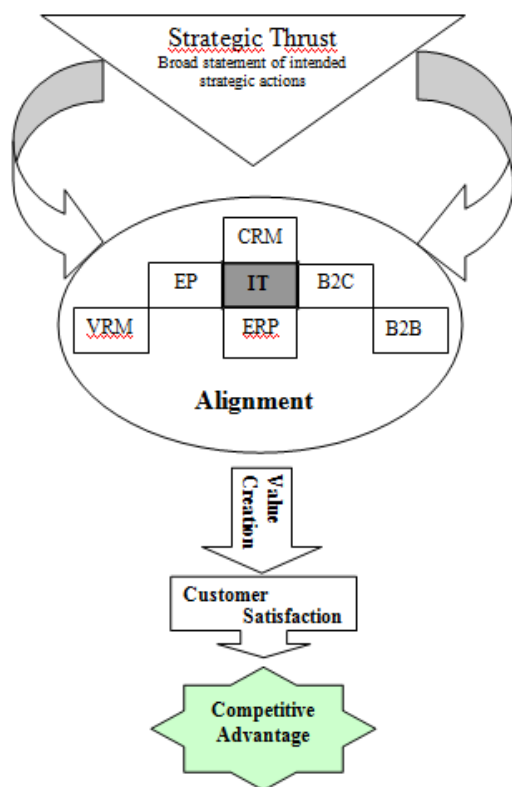 Strategic Thrust
Broad statement of intended
strategic actions
CRM
EP
IT
B2C
VRM
ERP
B2B
Alignment
Value
Creation
Customer
Satisfaction
Competitive
Advantage